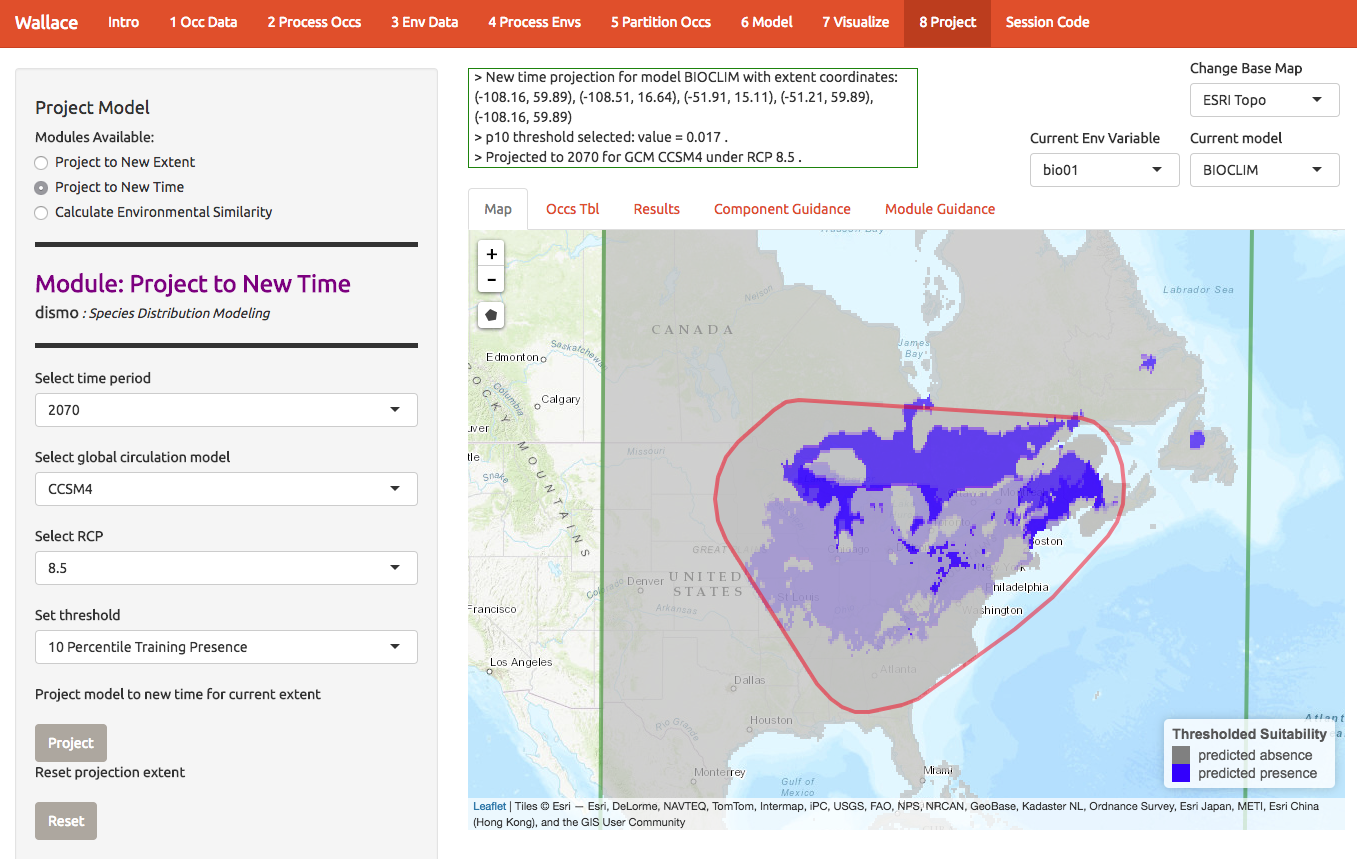 Wallace Intro 1 Occ Data 2 Process Occs 3 Env Data 4 Process Envs 5 Partition Occs 6 Model 7 Visualize 8 Project Session Code
Project Model
Modules Available:
Project to New Extent
Project to New Time
Calculate Environmental Similarity
Module: Project to New Time
dismo : Species Distribution Modeling
Select time period
2070
Select global circulation model
CCSM4
Select RCP
8.5
Set threshold
10 Percentile Training Presence
Project model to new time for current extent
Project
Reset projection extent
Reset
> New time projection for model BIOCLIM with extent coordinates:
(-108.16, 59.89), (-108.51, 16.64), (-51.91, 15.11), (-51.21, 59.89),
(-108.16, 59.89)
> p10 threshold selected: value = 0.017 .
> Projected to 2070 for GCM CCSM4 under RCP 8.5 .
Change Base Map
ESRI Topo
Current Env Variable
bio01
Current model
BIOCLIM
Map Occs Tbl Results Component Guidance Module Guidance
+
-
Hudson Bay
Labrador Sea
Nelson
CANADA
James
Bay
Edmonton
Saskatchewan
Calgary
Columbia
ROCKY MOUNTAINS
uver
tle
Missouri
Snake
GREAT
Chicago
Boston
Denver
UNITED
STATES
Colorado
St Louis
Philadelphia
Washington
Francisco
Arkansas
Los Angeles
Atlanta
Dallas
Houston
Rio Grande
Monterrey
Miami
Gulf of
Mexico
Atlant
Thresholded Suitability
predicted absence
predicted presence
Leaflet | Tiles © Esri — Esri, DeLorme, NAVTEQ, TomTom, Intermap, iPC, USGS, FAO, NPS, NRCAN, GeoBase, Kadaster NL, Ordnance Survey, Esri Japan, METI, Esri China
(Hong Kong), and the GIS User Community